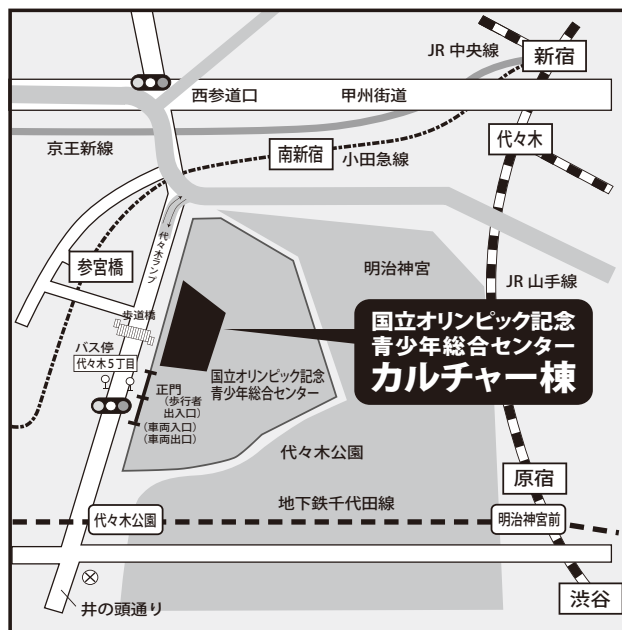 JR 中央線
新宿
西参道口
甲州街道
京王新線
南新宿
小田急線
代々木
代々木ランプ
参宮橋
明治神宮
JR 山手線
歩道橋
バス停
代々木5丁目
国立オリンピック記念
青少年総合センター
カルチャー棟
国立オリンピック記念
青少年総合センター
正門
(歩行者
出入口)
(車両入口)
(車両出口)
代々木公園
原宿
地下鉄千代田線
代々木公園
明治神宮前
井の頭通り
渋谷